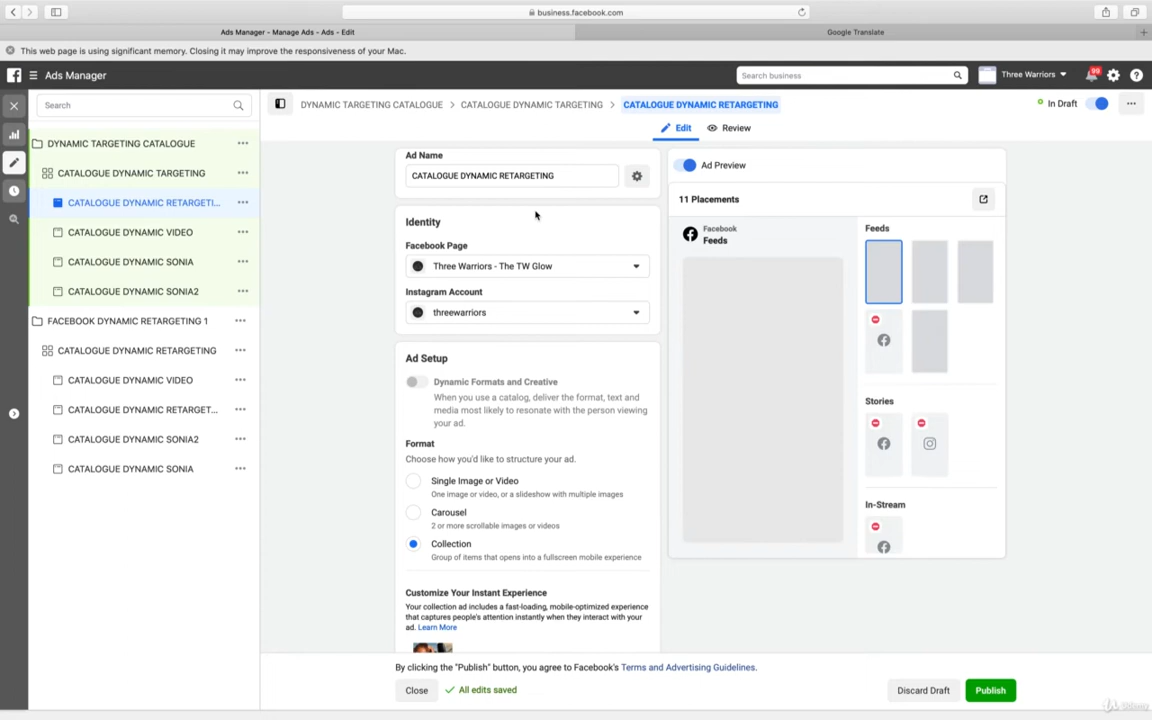 business.facebook.com
Ads Manager - Manage Ads - Ads - Edit
Google Translate
This web page is using significant memory. Closing it may improve the responsiveness of your Mac.
Ads Manager
Search business
Three Warriors
99
Search
DYNAMIC TARGETING CATALOGUE
CATALOGUE DYNAMIC TARGETING
CATALOGUE DYNAMIC RETARGETI...
CATALOGUE DYNAMIC VIDEO
CATALOGUE DYNAMIC SONIA
CATALOGUE DYNAMIC SONIA2
FACEBOOK DYNAMIC RETARGETING 1
CATALOGUE DYNAMIC RETARGETING
CATALOGUE DYNAMIC VIDEO
CATALOGUE DYNAMIC RETARGET...
CATALOGUE DYNAMIC SONIA2
CATALOGUE DYNAMIC SONIA
DYNAMIC TARGETING CATALOGUE > CATALOGUE DYNAMIC TARGETING > CATALOGUE DYNAMIC RETARGETING
In Draft
Edit
Review
Ad Name
CATALOGUE DYNAMIC RETARGETING
Identity
Facebook Page
Three Warriors - The TW Glow
Instagram Account
threewarriors
Ad Setup
Dynamic Formats and Creative
When you use a catalog, deliver the format, text and
media most likely to resonate with the person viewing
your ad.
Format
Choose how you'd like to structure your ad.
Single Image or Video
One image or video, or a slideshow with multiple images
Carousel
2 or more scrollable images or videos
Collection
Group of items that opens into a fullscreen mobile experience
Customize Your Instant Experience
Your collection ad includes a fast-loading, mobile-optimized experience
that captures people's attention instantly when they interact with your
ad. Learn More
Ad Preview
11 Placements
Facebook
Feeds
Feeds
Stories
In-Stream
By clicking the "Publish" button, you agree to Facebook's Terms and Advertising Guidelines.
Close
All edits saved
Discard Draft
Publish
Udemy